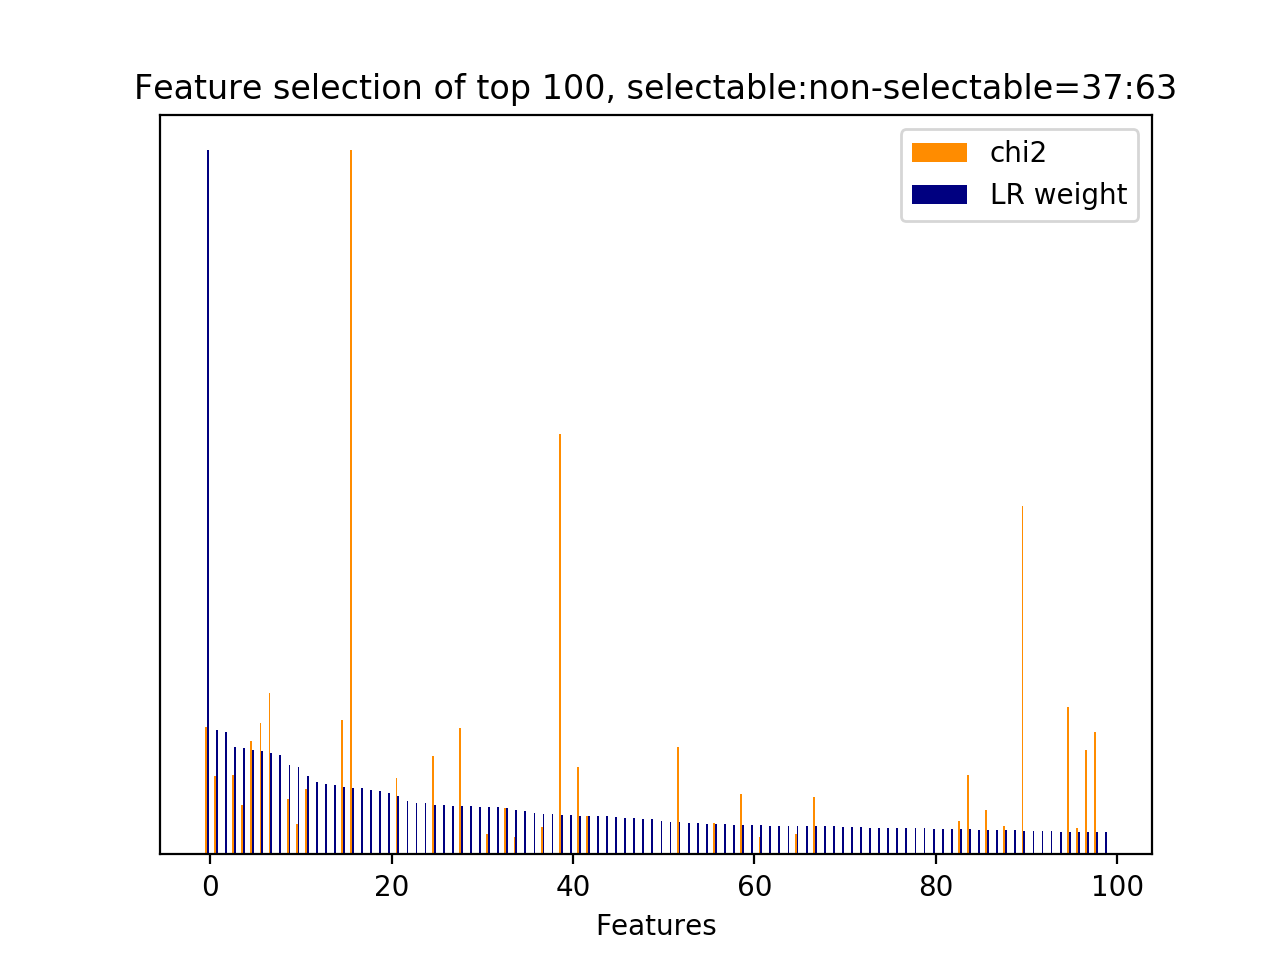 Feature selection of top 100, selectable:non-selectable=37:63
chi2
LR weight
0 20 40 60 80 100
Features